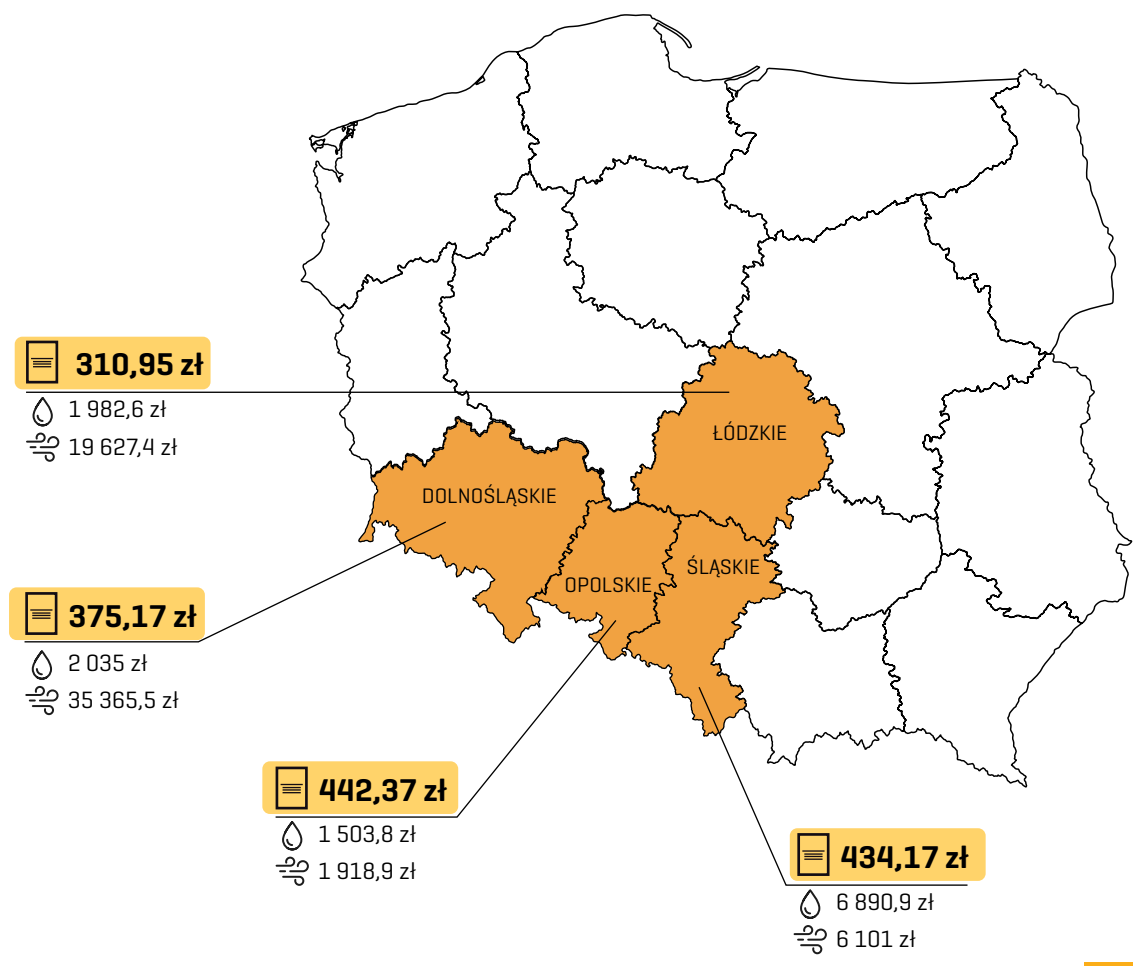 310,95 zł
1 982,6 zł
19 627,4 zł
ŁÓDZKIE
DOLNOŚLĄSKIE
ŚLĄSKIE
OPOLSKIE
375,17 zł
2 035 zł
35 365,5 zł
442,37 zł
1 503,8 zł
1 918,9 zł
434,17 zł
6 890,9 zł
6 101 zł